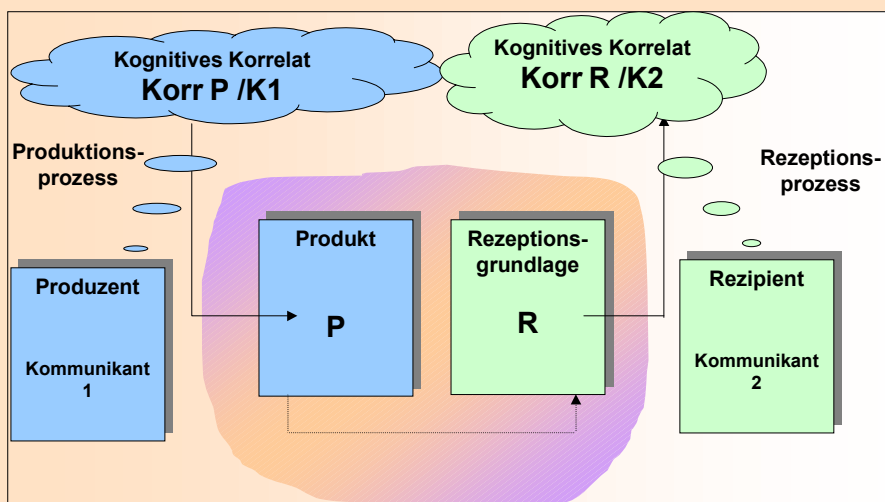 Kognitives Korrelat
Korr P /K1
Kognitives Korrelat
Korr R /K2
Produktions-
prozess
Rezeptions-
prozess
Produzent
Kommunikant
1
Produkt
P
Rezeptions-
grundlage
R
Rezipient
Kommunikant
2